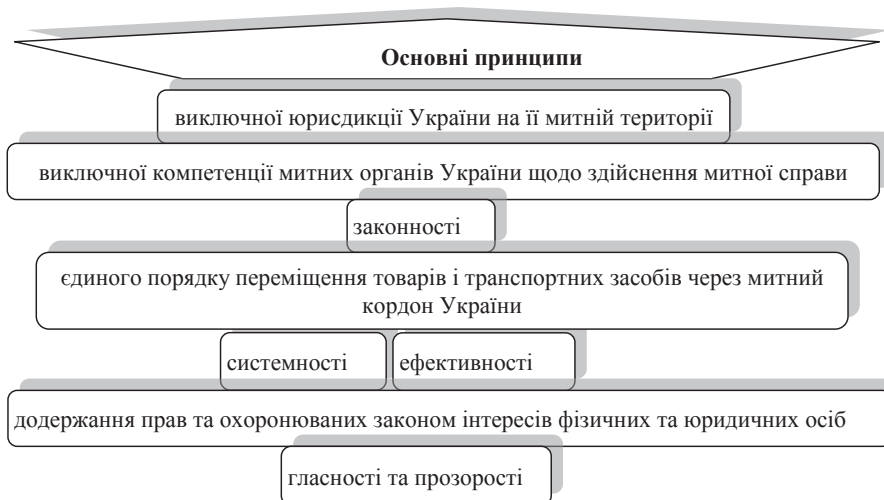 Основні принципи
виключної юрисдикції України на її митній території
виключної компетенції митних органів України щодо здійснення митної справи
законності
єдиного порядку переміщення товарів і транспортних засобів через митний
кордон України
системності
ефективності
додержання прав та охоронюваних законом інтересів фізичних та юридичних осіб
гласності та прозорості